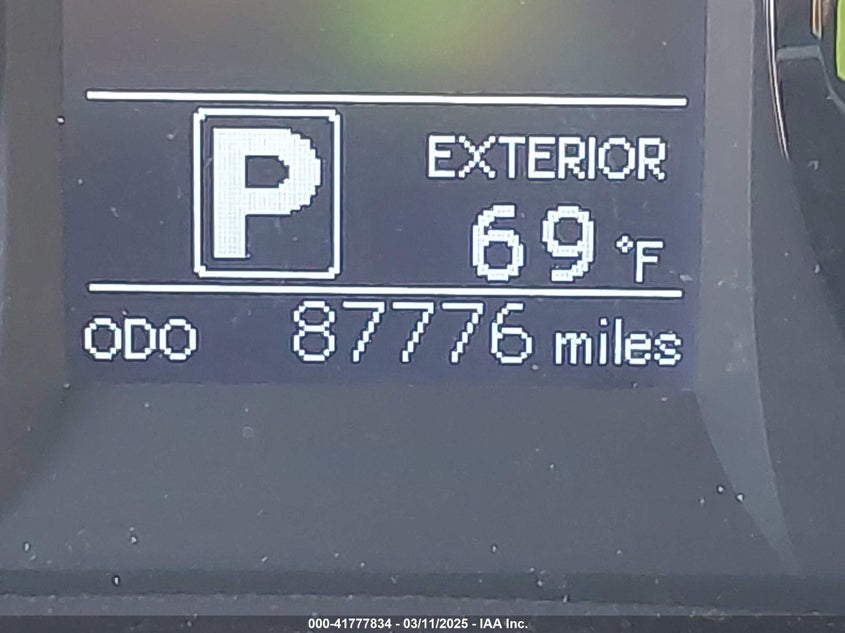 P
EXTERIOR
69 °F
ODO 87776 miles
000-41777834 - 03/11/2025 - IAA Inc.